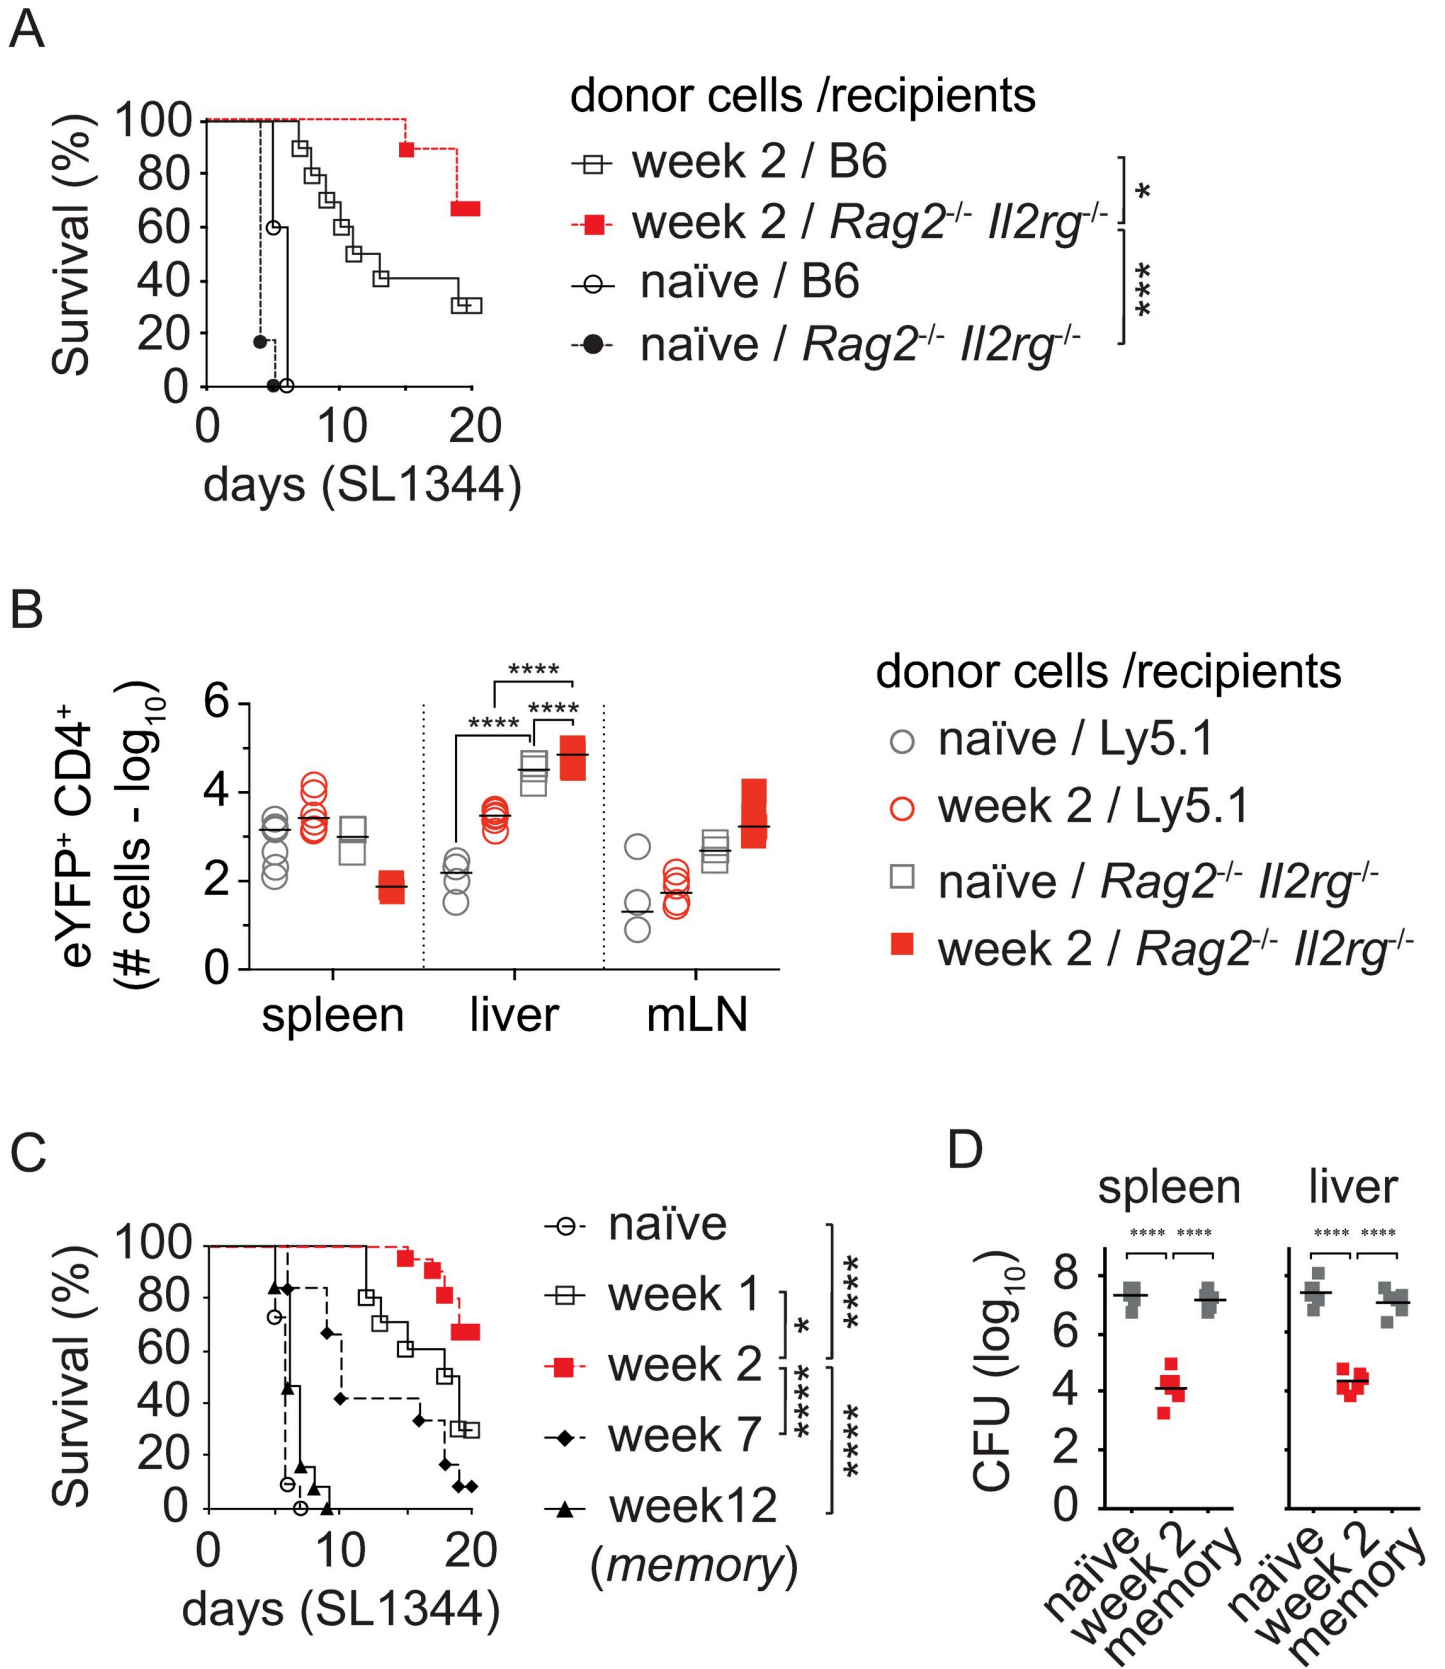 A
donor cells /recipients
Survival (%)
100
80
60
40
20
0
0 10 20
days (SL1344)
week 2 / B6
week 2 / Rag2-/- Il2rg-/-
naïve / B6
naïve / Rag2-/- Il2rg-/-
*
***
B
eYFP+ CD4+
(# cells - log10)
6
4
2
0
****
**** ****
spleen liver mLN
donor cells /recipients
naïve / Ly5.1
week 2 / Ly5.1
naïve / Rag2-/- Il2rg-/-
week 2 / Rag2-/- Il2rg-/-
C
Survival (%)
100
80
60
40
20
0
0 10 20
days (SL1344)
naïve
week 1
week 2
week 7
week12
(memory)
*
****
****
****
D
spleen liver
**** **** **** ****
CFU (log10)
8
6
4
2
0
naïve
week 2
memory
naïve
week 2
memory